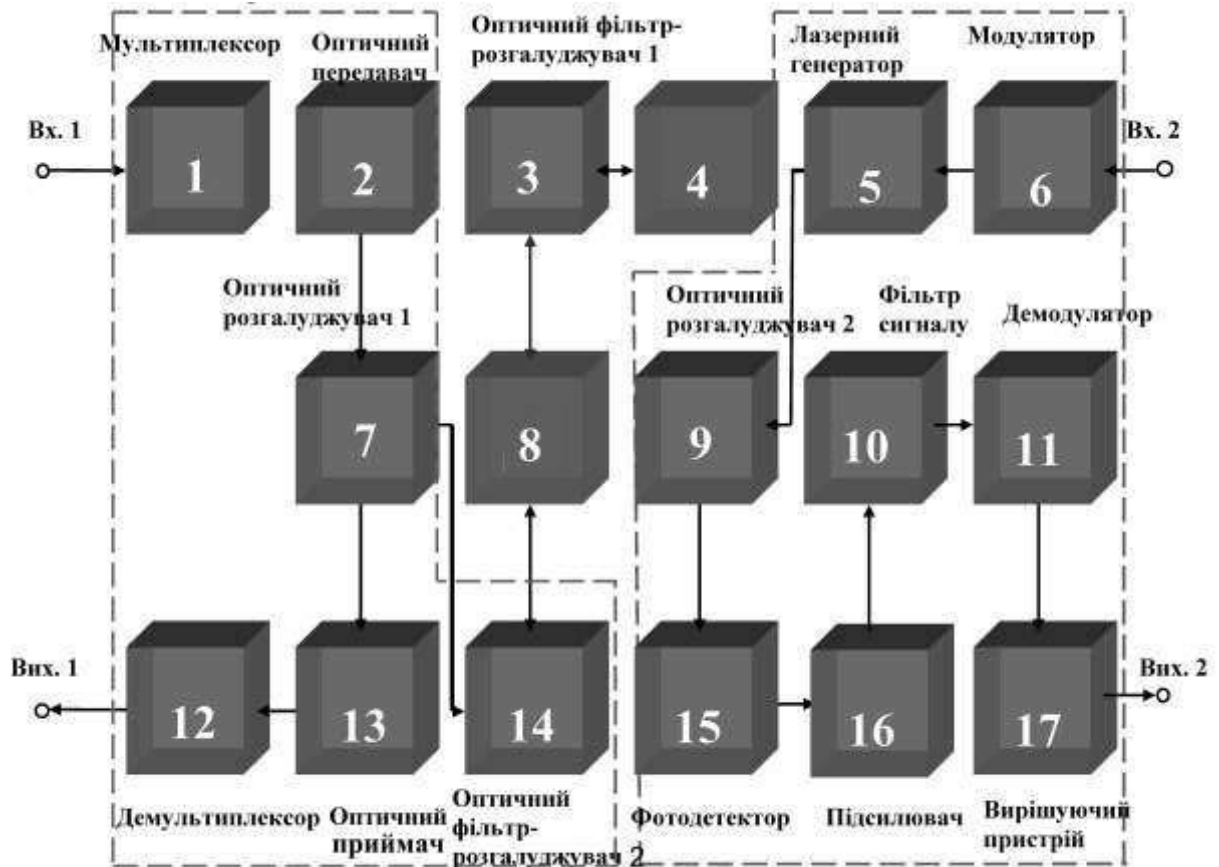 Мультиплексор
Оптичний
передавач
Оптичний фільтр-
розгалуджувач 1
Лазерний
генератор
Модулятор
Вх. 1
1
2
3
4
5
6
Вх. 2
Оптичний
розгалуджувач 1
Оптичний
розгалуджувач 2
Фільтр
сигналу
Демодулятор
7
8
9
10
11
Вих. 1
12
13
14
15
16
17
Вих. 2
Демультиплексор
Оптичний
приймач
Оптичний
фільтр-
розгалуджувач 2
Фотодетектор
Підсилювач
Вирішуючий
пристрій